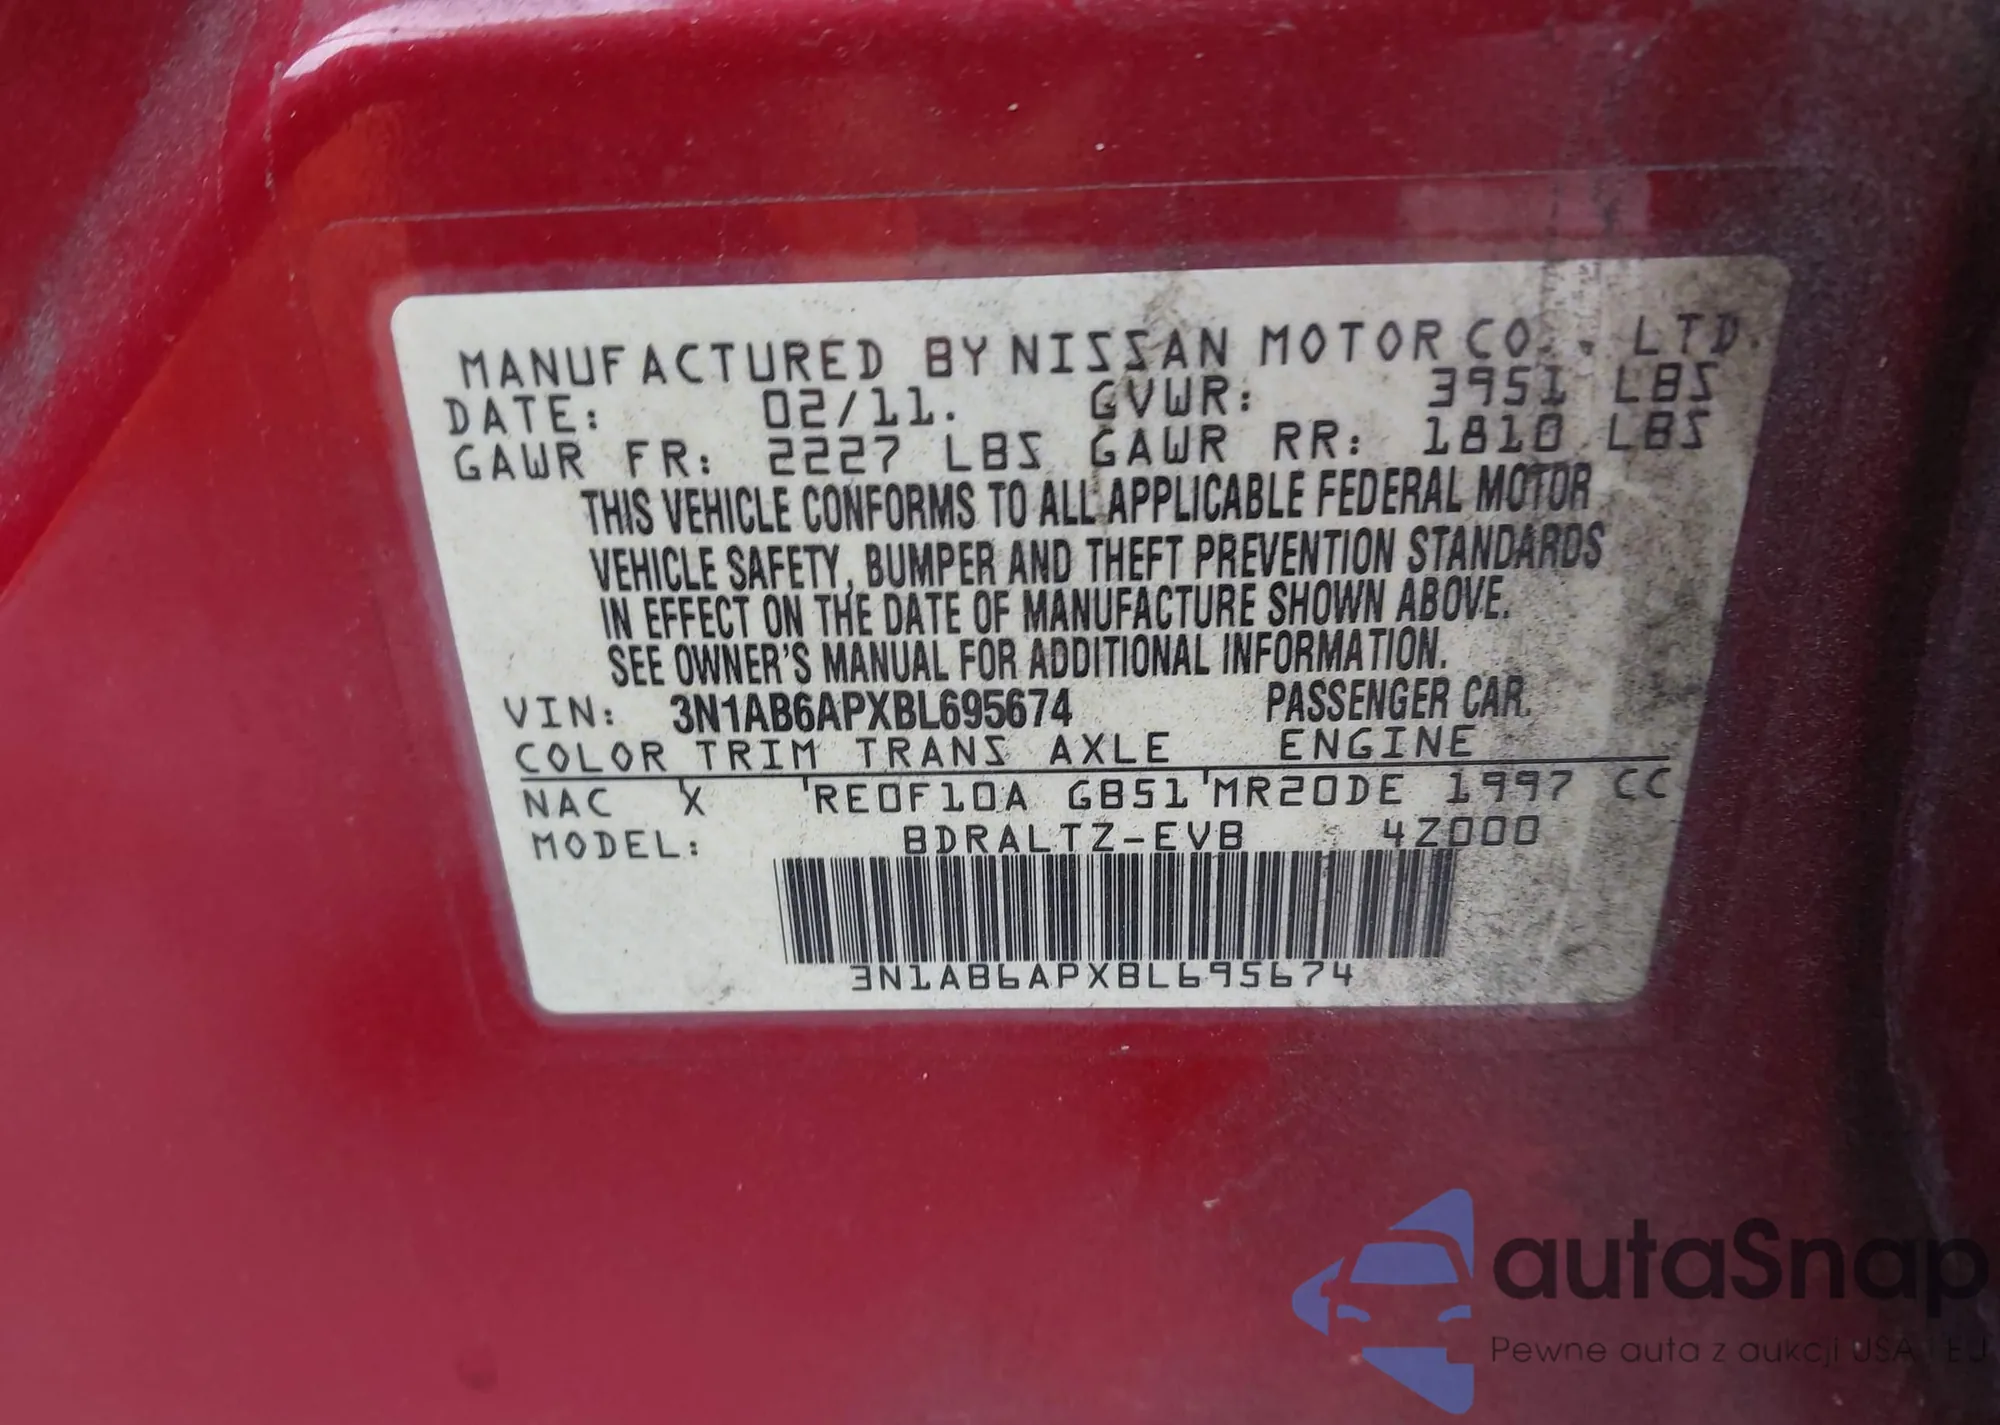 MANUFACTURED BY NISSAN MOTOR CO., LTD.
DATE: 02/11. GVWR: 3951 LBS
GAWR FR: 2227 LBS GAWR RR: 1810 LBS
THIS VEHICLE CONFORMS TO ALL APPLICABLE FEDERAL MOTOR
VEHICLE SAFETY, BUMPER AND THEFT PREVENTION STANDARDS
IN EFFECT ON THE DATE OF MANUFACTURE SHOWN ABOVE.
SEE OWNER'S MANUAL FOR ADDITIONAL INFORMATION.
VIN: 3N1AB6APXBL695674 PASSENGER CAR.
COLOR TRIM TRANS AXLE ENGINE
NAC X RE0F10A GB51 MR20DE 1997 CC
MODEL: BDRALTZ-EVB 4Z000
3N1AB6APXBL695674
autaSnap
Pewne auta z aukcji USA i EU